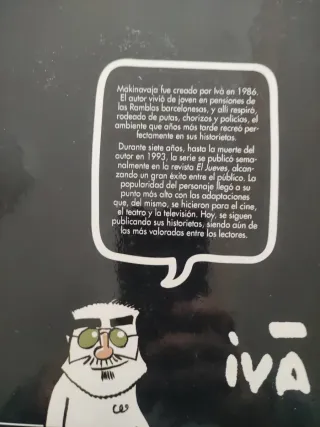 Makinavaja fue creado por Ivà en 1986.
El autor vivió de joven en pensiones de
las Ramblas barcelonesas, y allí respiró,
rodeado de putas, chorizos y policías, el
ambiente que años más tarde recreó per-
fectamente en sus historietas.
Durante siete años, hasta la muerte del
autor en 1993, la serie se publicó sema-
nalmente en la revista El Jueves, alcan-
zando un gran éxito entre el público. La
popularidad del personaje llegó a su
punto más alto con las adaptaciones
que, del mismo, se hicieron para el cine,
el teatro y la televisión. Hoy, se siguen
publicando sus historietas, siendo aún de
las más valoradas entre los lectores.
ivā